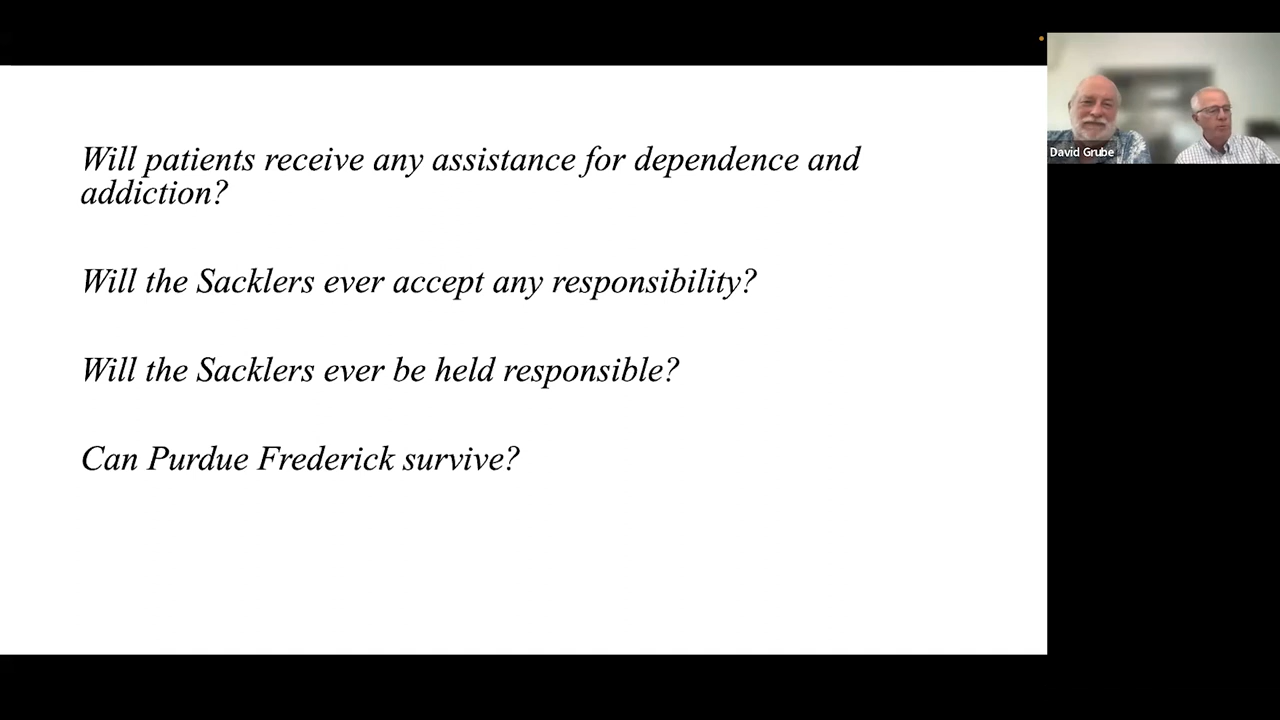 Will patients receive any assistance for dependence and
addiction?
Will the Sacklers ever accept any responsibility?
Will the Sacklers ever be held responsible?
Can Purdue Frederick survive?
David Grube